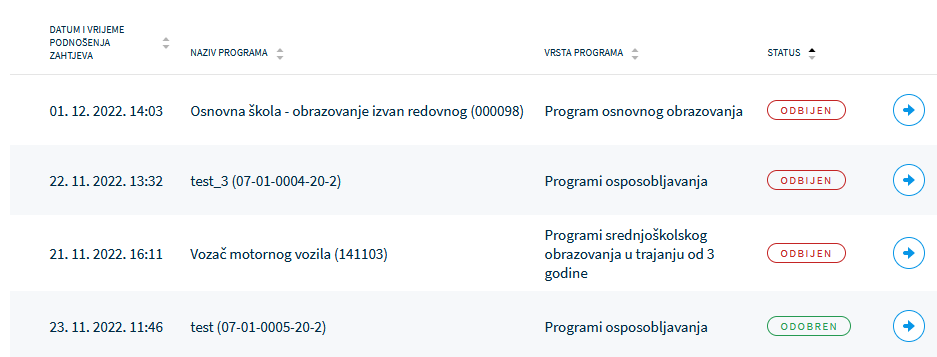 DATUM I VRIJEME
PODNOŠENJA
ZAHTJEVA
NAZIV PROGRAMA
VRSTA PROGRAMA
STATUS
01. 12. 2022. 14:03
Osnovna škola - obrazovanje izvan redovnog (000098)
Program osnovnog obrazovanja
ODBIJEN
22. 11. 2022. 13:32
test_3 (07-01-0004-20-2)
Programi osposobljavanja
ODBIJEN
21. 11. 2022. 16:11
Vozač motornog vozila (141103)
Programi srednjoškolskog
obrazovanja u trajanju od 3
godine
ODBIJEN
23. 11. 2022. 11:46
test (07-01-0005-20-2)
Programi osposobljavanja
ODOBREN